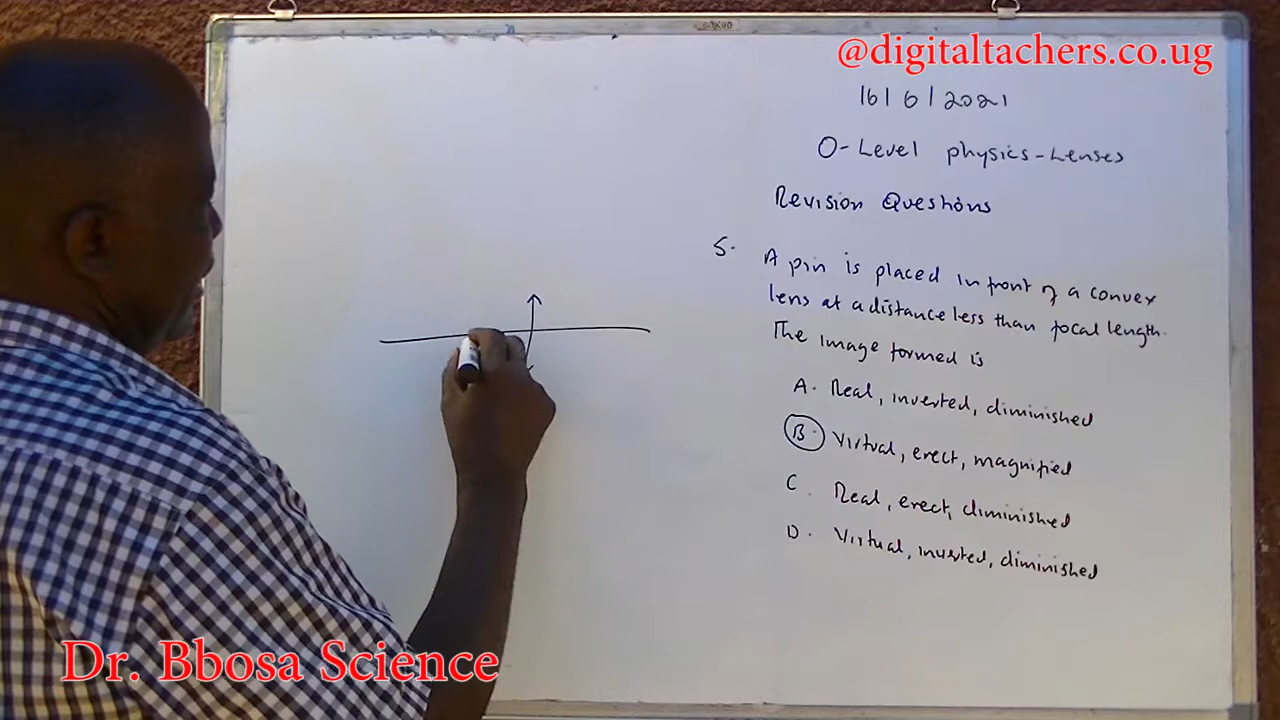 @digitaltachers.co.ug
16/6/2021
O-Level physics-Lenses
Revision Questions
5. A pin is placed in front of a convex
lens at a distance less than focal length.
The image formed is
A. Real, inverted, diminished
B. Virtual, erect, magnified
C. Real, erect, diminished
D. Virtual, inverted, diminished
Dr. Bbosa Science